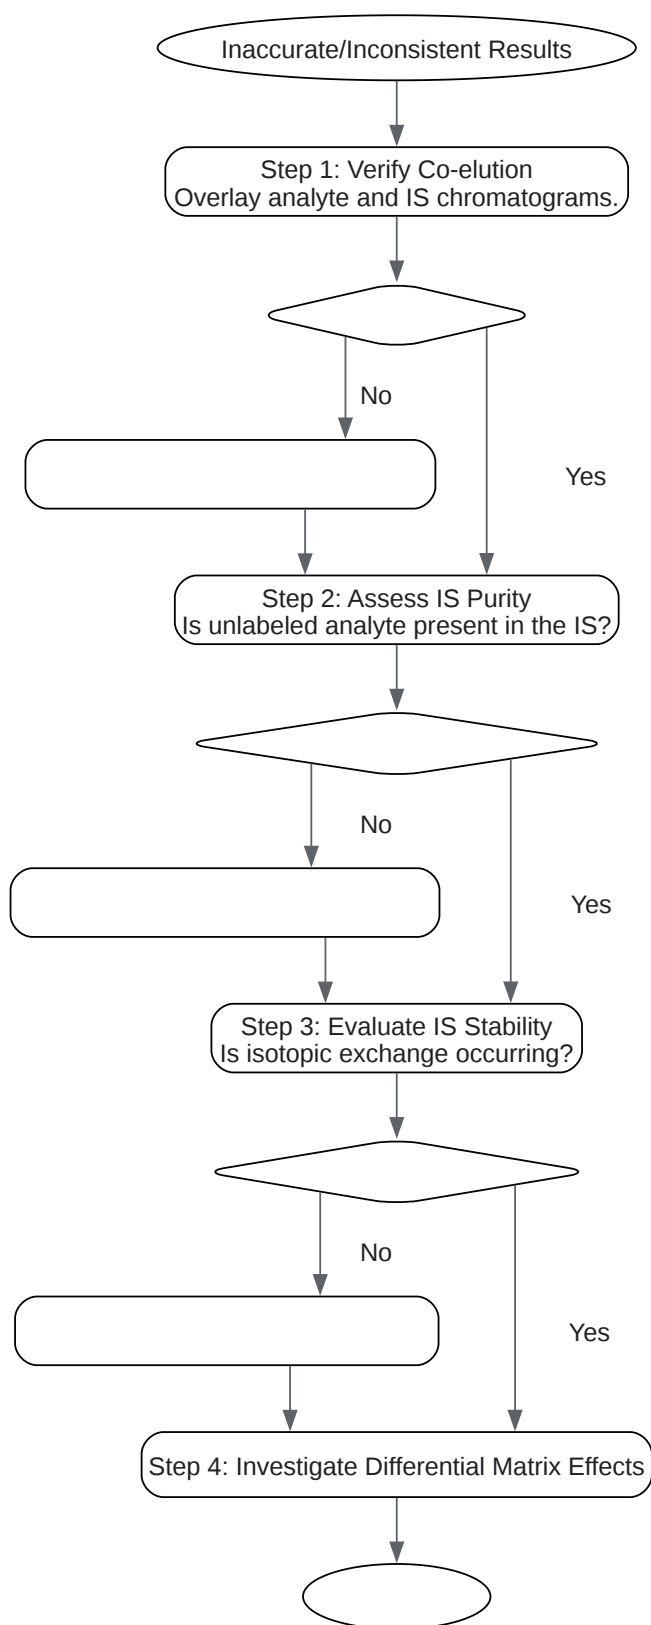 Inaccurate/Inconsistent Results
Step 1: Verify Co-elution
Overlay analyte and IS chromatograms.
No
Yes
Step 2: Assess IS Purity
Is unlabeled analyte present in the IS?
No
Yes
Step 3: Evaluate IS Stability
Is isotopic exchange occurring?
No
Yes
Step 4: Investigate Differential Matrix Effects